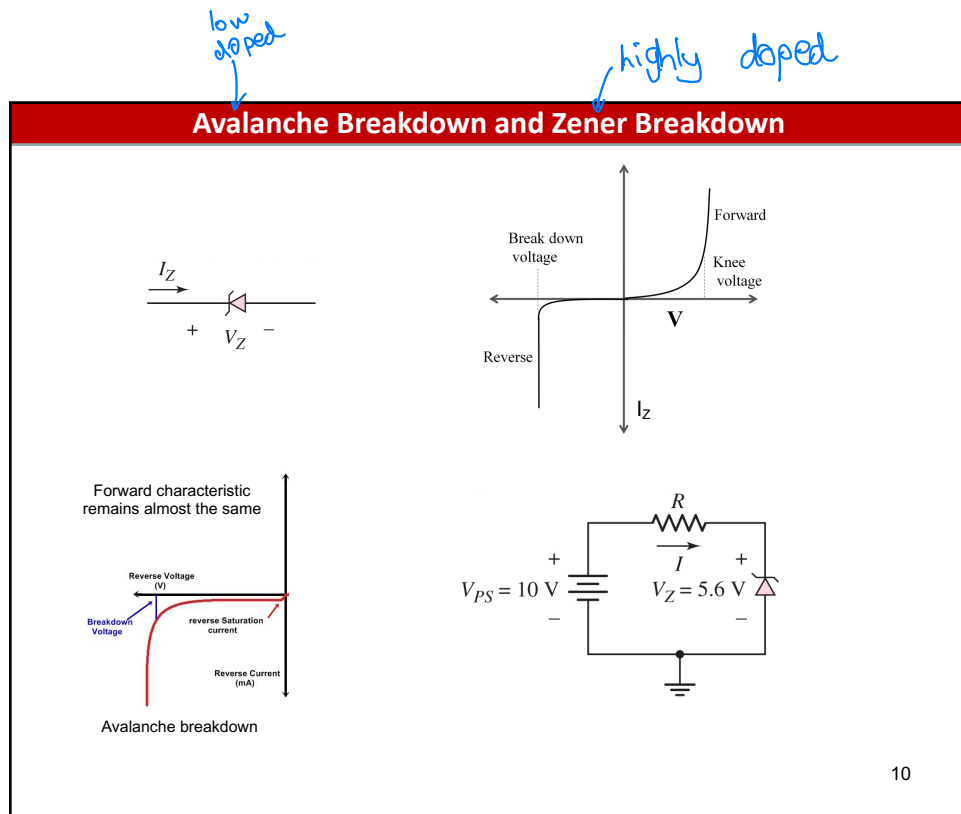 low
doped
highly doped
Avalanche Breakdown and Zener Breakdown
I_Z
+ V_Z −
Forward
Break down
voltage
Knee
voltage
V
Reverse
I_Z
Forward characteristic
remains almost the same
Reverse Voltage
(V)
Breakdown
Voltage
reverse Saturation
current
Reverse Current
(mA)
Avalanche breakdown
R
I
+
V_PS = 10 V
−
+
V_Z = 5.6 V
−
10